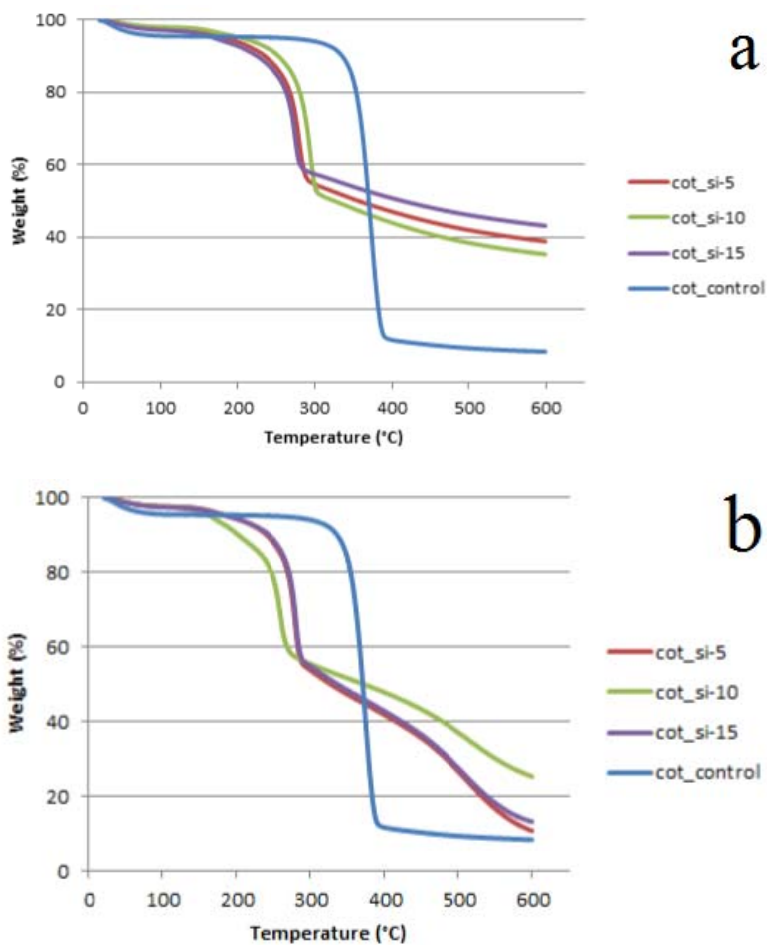 a
100
80
60
40
20
0
Weight (%)
0 100 200 300 400 500 600
Temperature (°C)
cot_si-5
cot_si-10
cot_si-15
cot_control
b
100
80
60
40
20
0
Weight (%)
0 100 200 300 400 500 600
Temperature (°C)
cot_si-5
cot_si-10
cot_si-15
cot_control